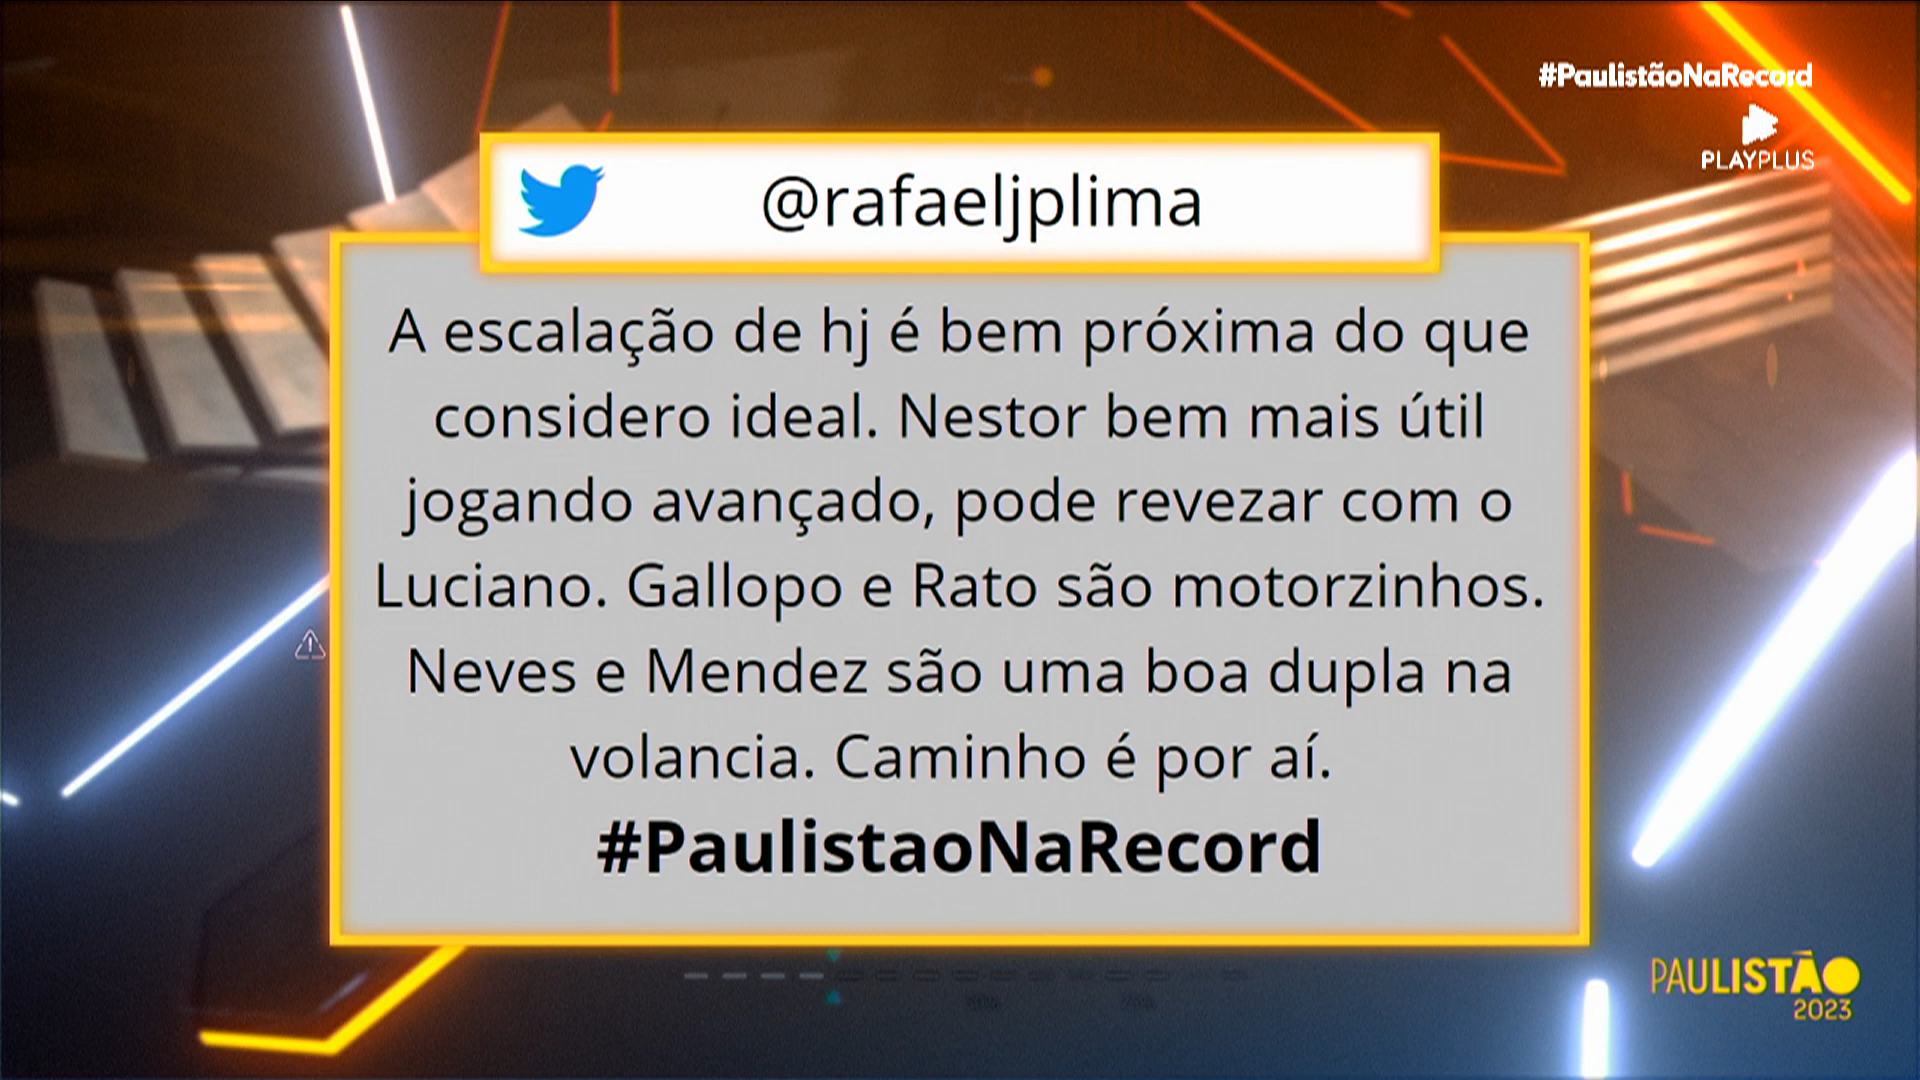 #PaulistãoNaRecord
PLAYPLUS
@rafaeljplima
A escalação de hj é bem próxima do que
considero ideal. Nestor bem mais útil
jogando avançado, pode revezar com o
Luciano. Gallopo e Rato são motorzinhos.
Neves e Mendez são uma boa dupla na
volancia. Caminho é por aí.
#PaulistaoNaRecord
PAULISTÃO
2023